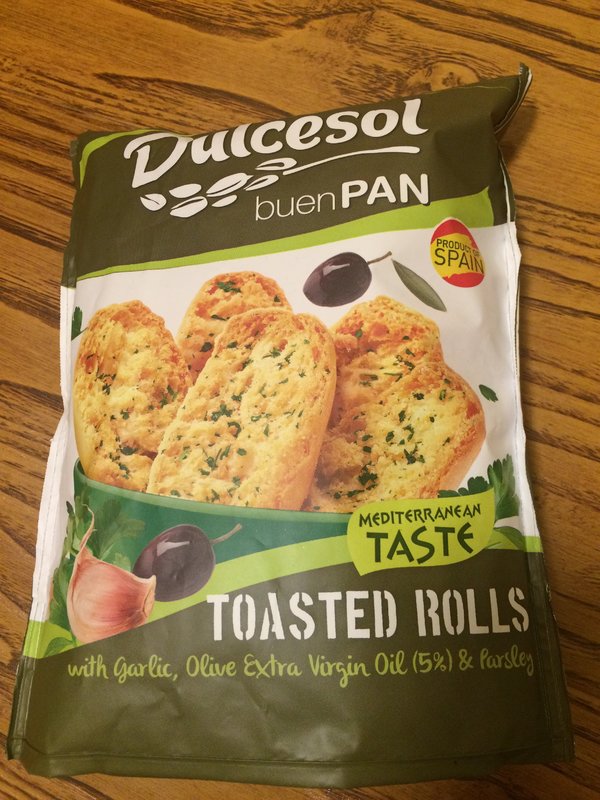 Dulcesol
buenPAN
PRODUCT OF
SPAIN
MEDITERRANEAN
TASTE
TOASTED ROLLS
with Garlic, Olive Extra Virgin Oil (5%) & Parsley